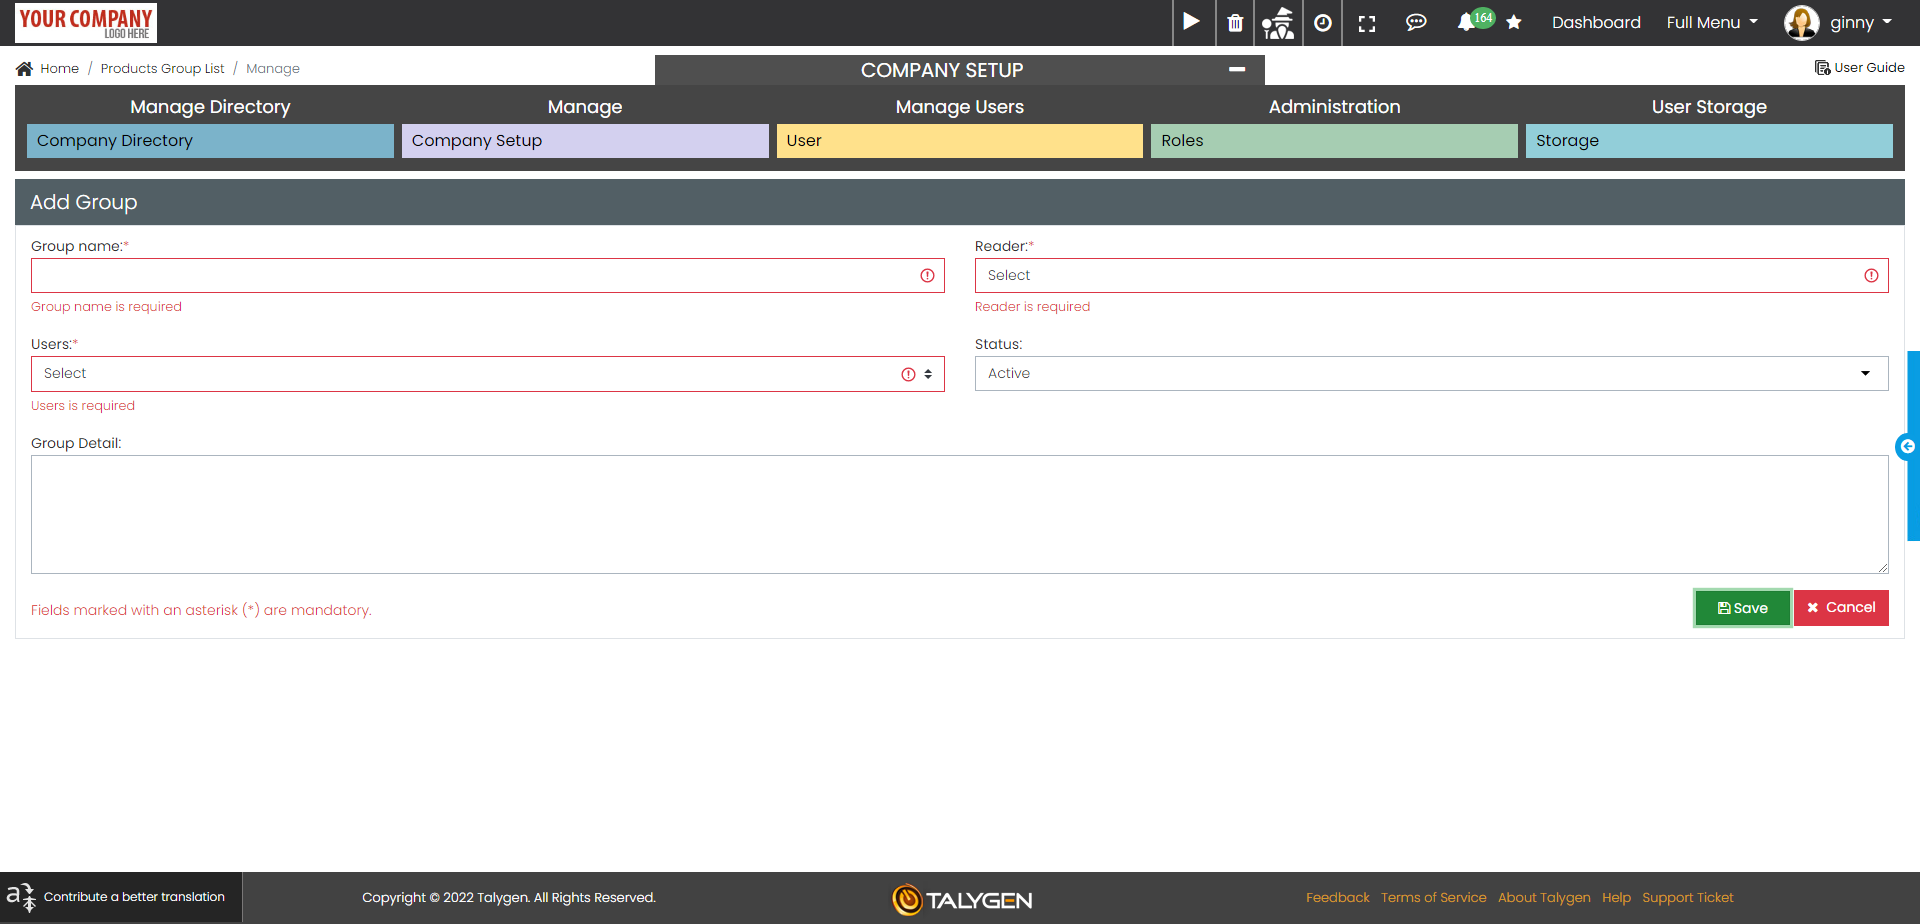 YOUR COMPANY
LOGO HERE
164
Dashboard
Full Menu
ginny
Home / Products Group List / Manage
COMPANY SETUP
User Guide
Manage Directory
Manage
Manage Users
Administration
User Storage
Company Directory
Company Setup
User
Roles
Storage
Add Group
Group name:*
Reader:*
Select
Group name is required
Reader is required
Users:*
Status:
Select
Active
Users is required
Group Detail:
Fields marked with an asterisk (*) are mandatory.
Save
Cancel
Contribute a better translation
Copyright © 2022 Talygen. All Rights Reserved.
TALYGEN
Feedback Terms of Service About Talygen Help Support Ticket